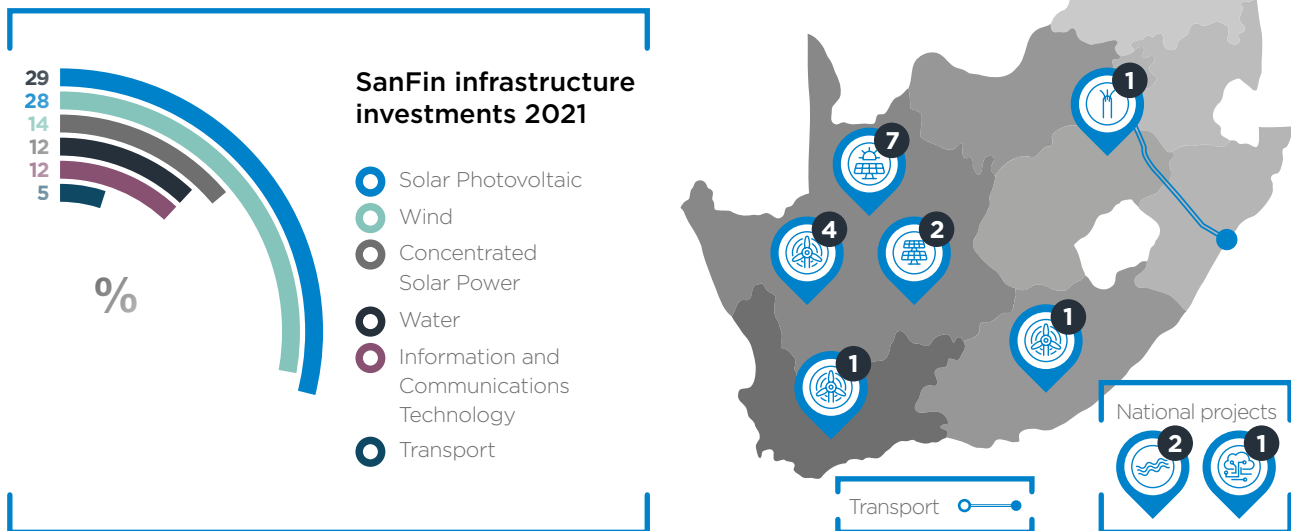 SanFin infrastructure
investments 2021
29
28
14
12
12
5
%
Solar Photovoltaic
Wind
Concentrated
Solar Power
Water
Information and
Communications
Technology
Transport
1
7
4
2
1
1
National projects
2
1
Transport